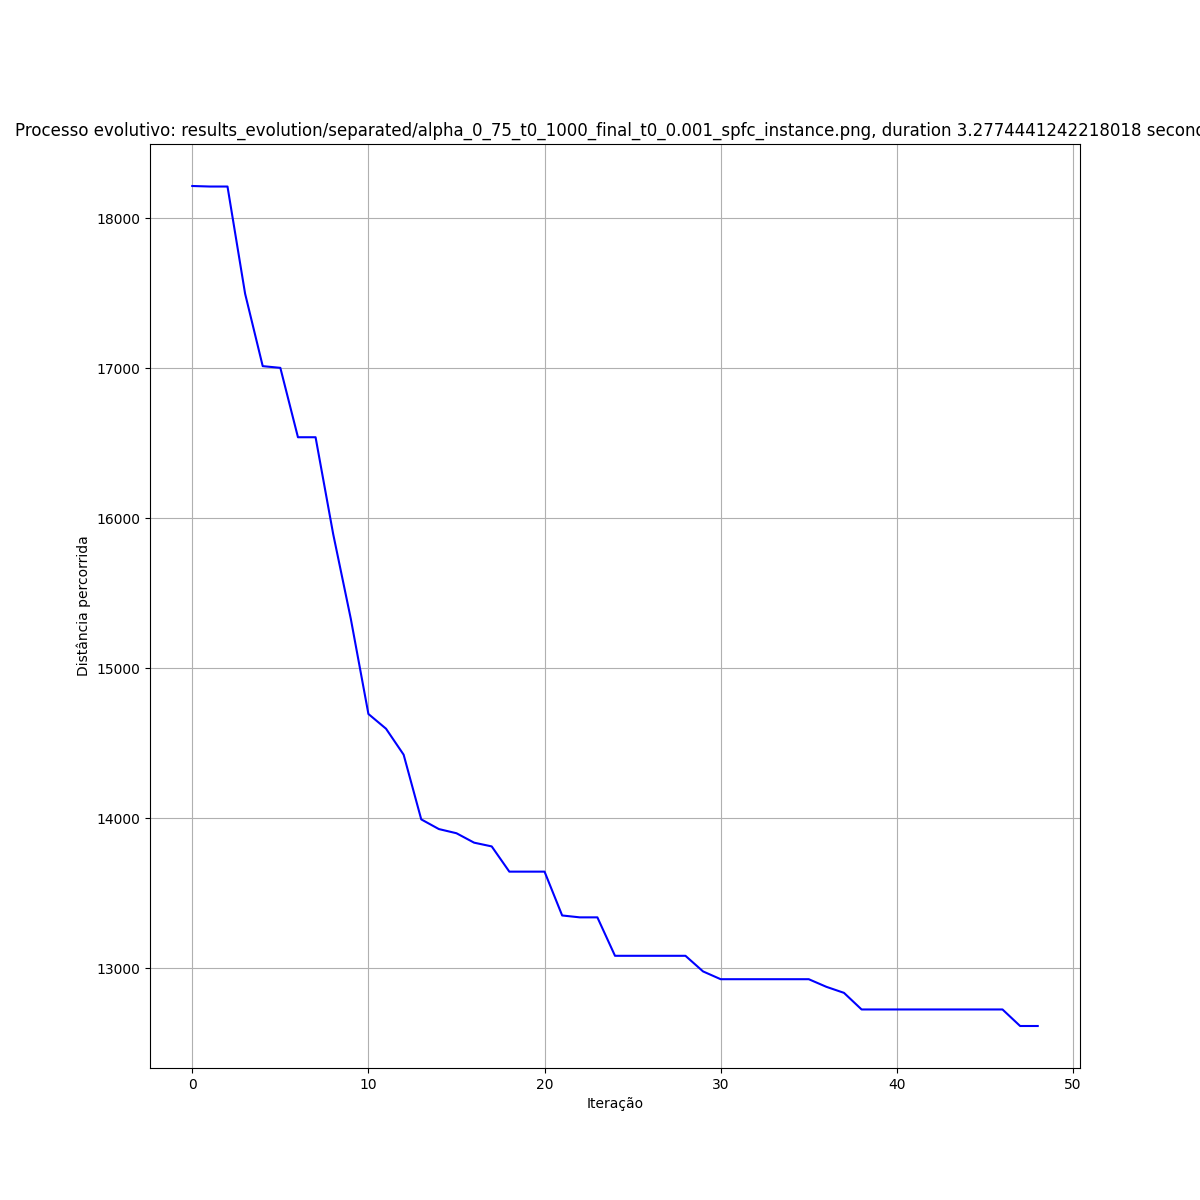 Processo evolutivo: results_evolution/separated/alpha_0_75_t0_1000_final_t0_0.001_spfc_instance.png, duration 3.2774441242218018 secon
18000
17000
16000
15000
14000
13000
Distância percorrida
0 10 20 30 40 50
Iteração